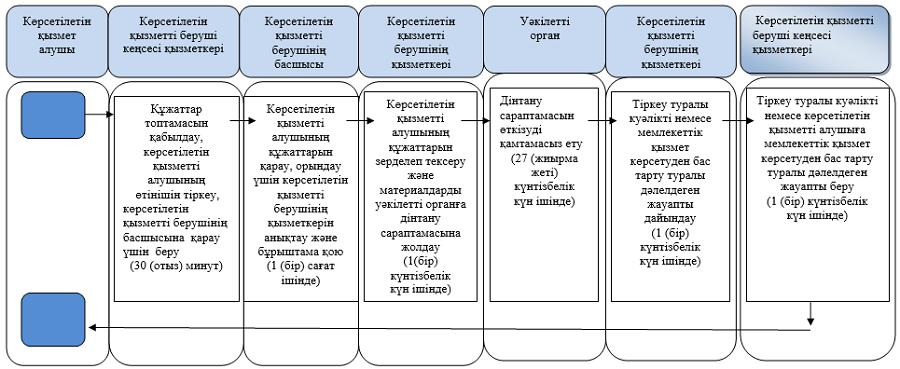 Көрсетілетін
қызмет
алушы
Көрсетілетін
қызметті беруші
кеңсесі қызметкері
Көрсетілетін
қызметті
берушінің
басшысы
Көрсетілетін
қызметті
берушінің
қызметкері
Уәкілетті
орган
Көрсетілетін
қызметті
берушінің
қызметкері
Көрсетілетін қызметті
беруші кеңсесі
қызметкері
Құжаттар
топтамасын
қабылдау,
көрсетілетін
қызметті
алушының
өтінішін тіркеу,
көрсетілетін
қызметті берушінің
басшысына қарау
үшін беру
(30 (отыз) минут)
Көрсетілетін
қызметті
алушының
құжаттарын
қарау, орындау
үшін көрсетілетін
қызметті
берушінің
қызметкерін
анықтау және
бұрыштама қою
(1 (бір) сағат
ішінде)
Көрсетілетін
қызметті
алушының
құжаттарын
зерделеп тексеру
және
материалдарды
уәкілетті органға
дінтану
сараптамасына
жолдау
(1(бір)
күнтізбелік
күн ішінде)
Дінтану
сараптамасын
өткізуді
қамтамасыз ету
(27 (жиырма
жеті)
күнтізбелік
күн ішінде)
Тіркеу туралы
куәлікті немесе
мемлекеттік
қызмет
көрсетуден бас
тарту туралы
дәлелдеген
жауапты
дайындау
(1 (бір)
күнтізбелік
күн ішінде)
Тіркеу туралы куәлікті
немесе көрсетілетін
қызметті алушыға
мемлекеттік қызмет
көрсетуден бас тарту
туралы дәлелдеген
жауапты беру
(1 (бір) күнтізбелік
күн ішінде)